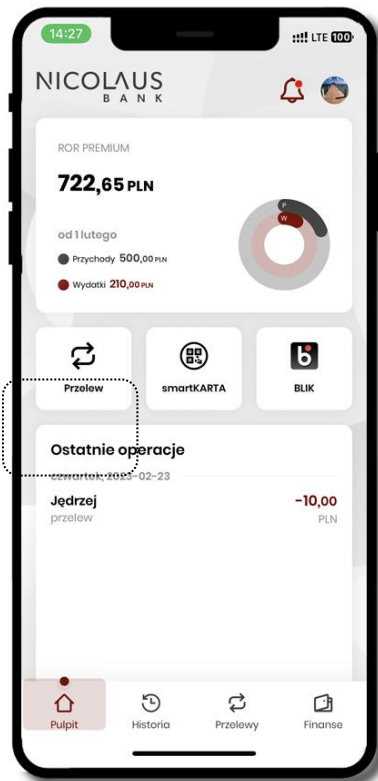 14:27
LTE 100
NICOLAUS
BANK
ROR PREMIUM
722,65 PLN
od 1 lutego
Przychody 500,00 PLN
Wydatki 210,00 PLN
P
W
Przelew
smartKARTA
BLIK
Ostatnie operacje
czwartek, 2023-02-23
Jędrzej
-10,00
przelew
PLN
Pulpit
Historia
Przelewy
Finanse